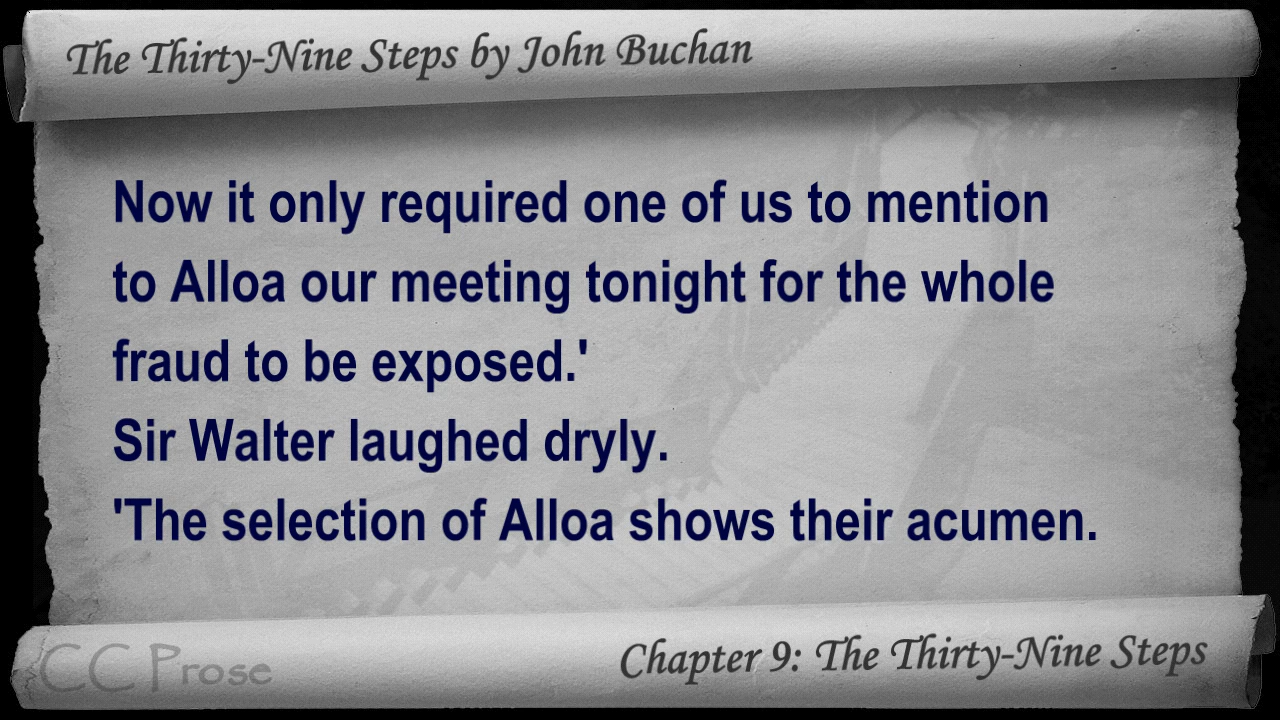 The Thirty-Nine Steps by John Buchan
Now it only required one of us to mention
to Alloa our meeting tonight for the whole
fraud to be exposed.'
Sir Walter laughed dryly.
'The selection of Alloa shows their acumen.
CC Prose
Chapter 9: The Thirty-Nine Steps